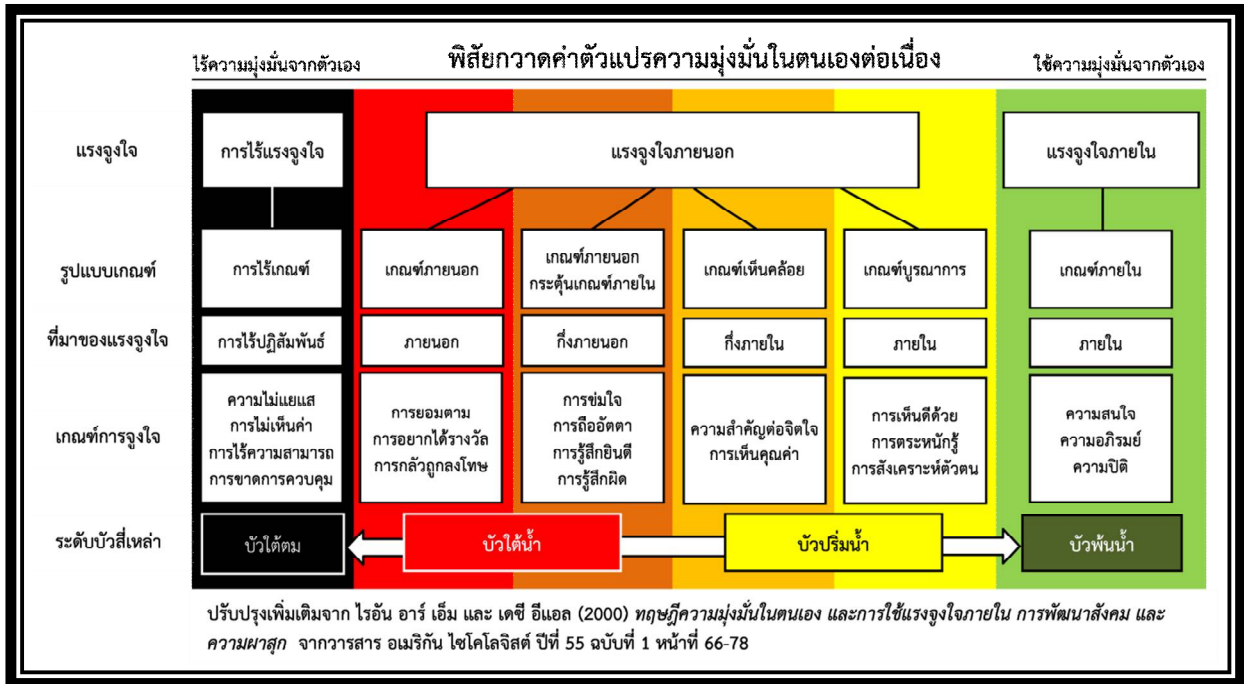 ไร้ความมุ่งมั่นจากตัวเอง
พิสัยกวาดค่าตัวแปรความมุ่งมั่นในตนเองต่อเนื่อง
ใช้ความมุ่งมั่นจากตัวเอง
แรงจูงใจ
การไร้แรงจูงใจ
แรงจูงใจภายนอก
แรงจูงใจภายใน
รูปแบบเกณฑ์
การไร้เกณฑ์
เกณฑ์ภายนอก
เกณฑ์ภายนอก
กระตุ้นเกณฑ์ภายใน
เกณฑ์เห็นคล้อย
เกณฑ์บูรณาการ
เกณฑ์ภายใน
ที่มาของแรงจูงใจ
การไร้ปฏิสัมพันธ์
ภายนอก
กึ่งภายนอก
กึ่งภายใน
ภายใน
ภายใน
เกณฑ์การจูงใจ
ความไม่แยแส
การไม่เห็นค่า
การไร้ความสามารถ
การขาดการควบคุม
การยอมตาม
การอยากได้รางวัล
การกลัวถูกลงโทษ
การข่มใจ
การถืออัตตา
การรู้สึกยินดี
การรู้สึกผิด
ความสำคัญต่อจิตใจ
การเห็นคุณค่า
การเห็นดีด้วย
การตระหนักรู้
การสังเคราะห์ตัวตน
ความสนใจ
ความอภิรมย์
ความปิติ
ระดับบัวสี่เหล่า
บัวใต้ตม
บัวใต้น้ำ
บัวปริ่มน้ำ
บัวพ้นน้ำ
ปรับปรุงเพิ่มเติมจาก ไรอัน อาร์ เอ็ม และ เดซี อีแอล (2000) ทฤษฎีความมุ่งมั่นในตนเอง และการใช้แรงจูงใจภายใน การพัฒนาสังคม และ
ความผาสุก จากวารสาร อเมริกัน ไซโคโลจิสต์ ปีที่ 55 ฉบับที่ 1 หน้าที่ 66-78